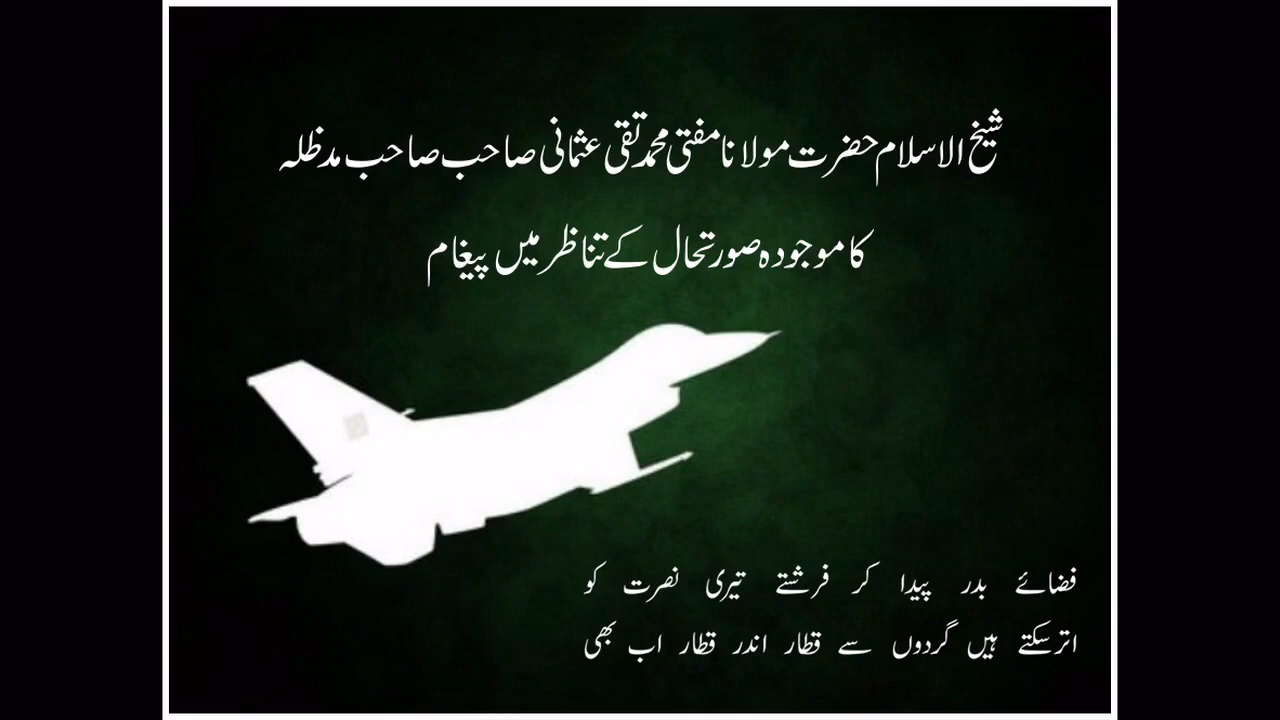 شیخ الاسلام حضرت مولانا مفتی محمد تقی عثمانی صاحب صاحب مدظلہ
کا موجودہ صورتحال کے تناظر میں پیغام
فضائے بدر پیدا کر فرشتے تیری نصرت کو
اتر سکتے ہیں گردوں سے قطار اندر قطار اب بھی